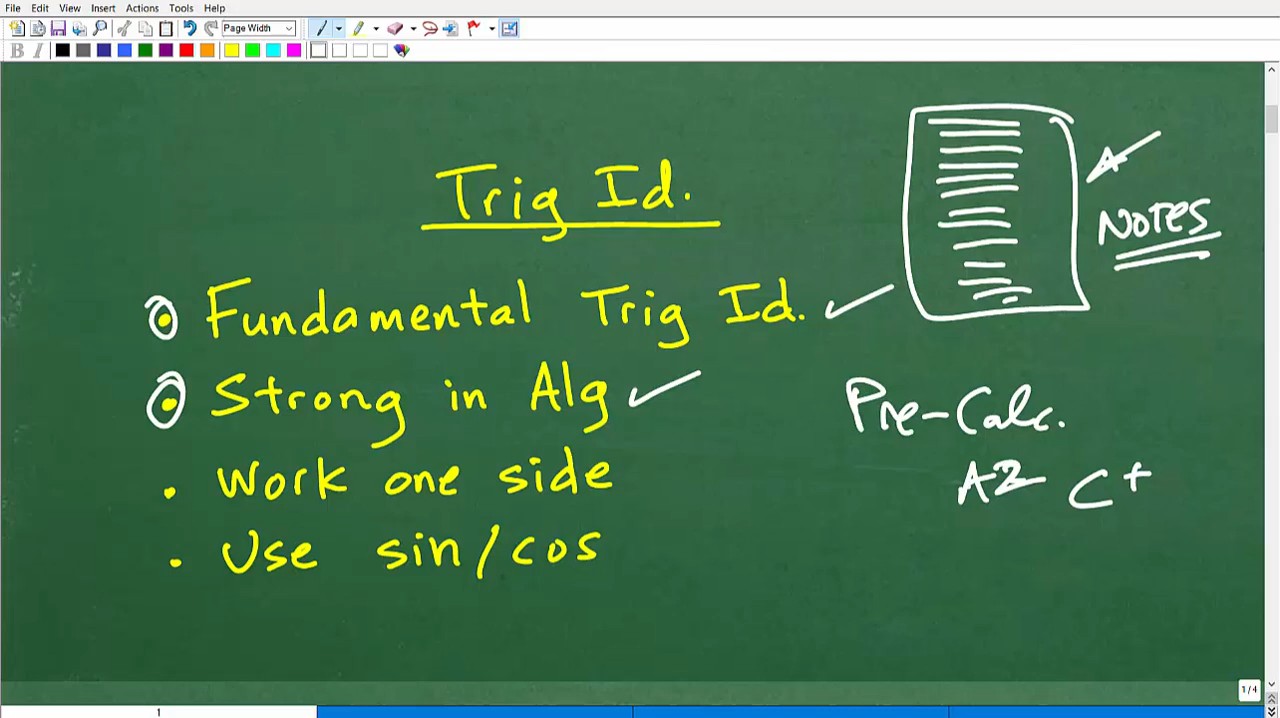 File Edit View Insert Actions Tools Help
Page Width
B I
Trig Id.
NOTES
• Fundamental Trig Id.
• Strong in Alg
Pre-Calc.
• Work one side
A2 C+
• Use sin/cos
1/4
1